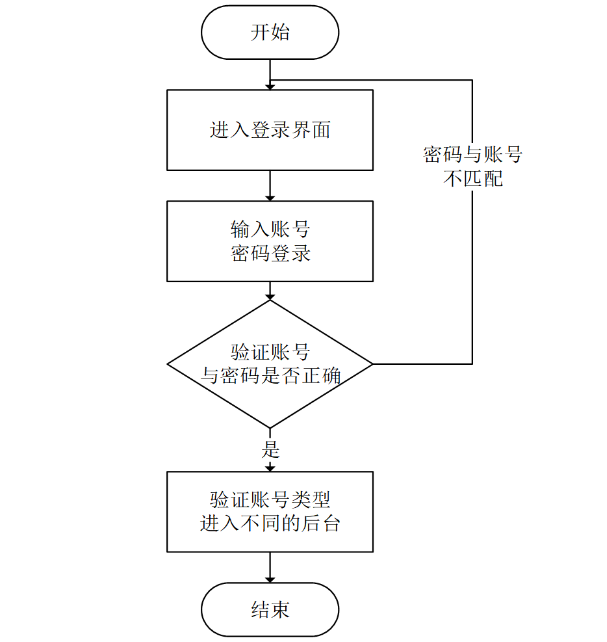 开始
进入登录界面
密码与账号
不匹配
输入账号
密码登录
验证账号
与密码是否正确
是
验证账号类型
进入不同的后台
结束